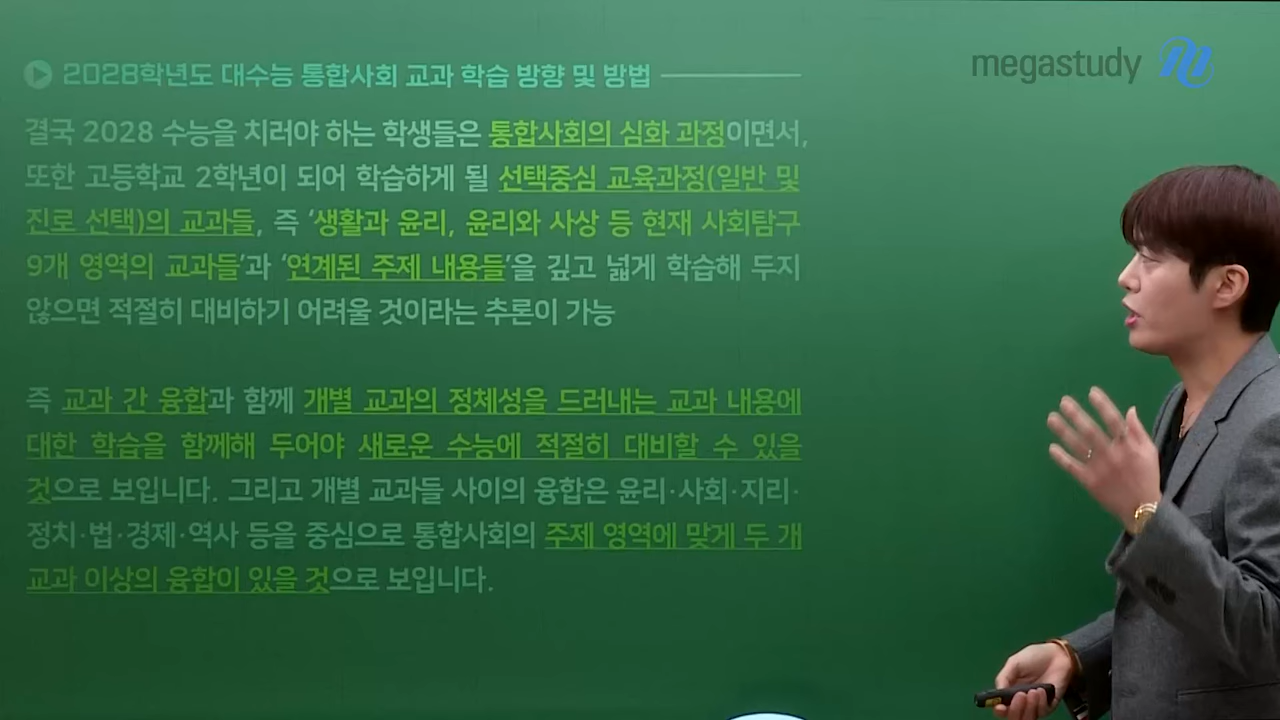 2028학년도 대수능 통합사회 교과 학습 방향 및 방법
megastudy
결국 2028 수능을 치러야 하는 학생들은 통합사회의 심화 과정이면서,
또한 고등학교 2학년이 되어 학습하게 될 선택중심 교육과정(일반 및
진로 선택)의 교과들, 즉 ‘생활과 윤리, 윤리와 사상 등 현재 사회탐구
9개 영역의 교과들’과 ‘연계된 주제 내용들’을 깊고 넓게 학습해 두지
않으면 적절히 대비하기 어려울 것이라는 추론이 가능
즉 교과 간 융합과 함께 개별 교과의 정체성을 드러내는 교과 내용에
대한 학습을 함께해 두어야 새로운 수능에 적절히 대비할 수 있을
것으로 보입니다. 그리고 개별 교과들 사이의 융합은 윤리·사회·지리·
정치·법·경제·역사 등을 중심으로 통합사회의 주제 영역에 맞게 두 개
교과 이상의 융합이 있을 것으로 보입니다.